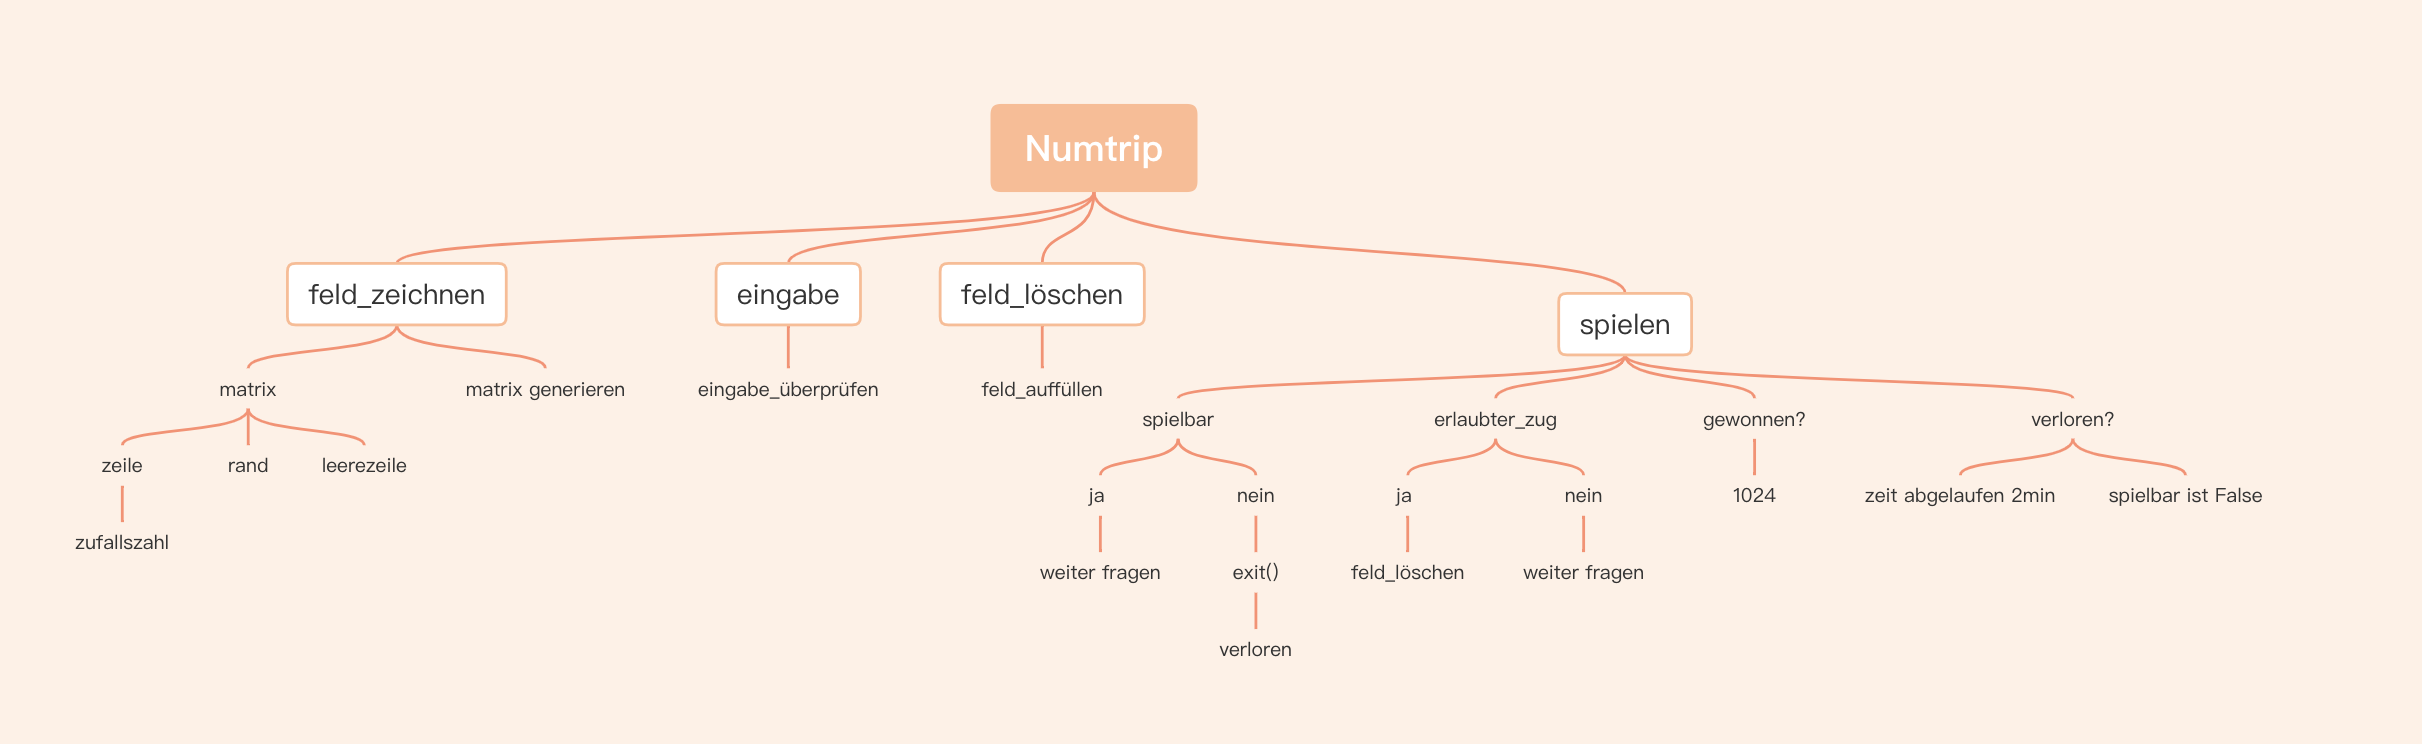 Numtrip
feld_zeichnen
eingabe
feld_löschen
spielen
matrix
matrix generieren
eingabe_überprüfen
feld_auffüllen
spielbar
erlaubter_zug
gewonnen?
verloren?
zeile
rand
leerezeile
ja
nein
ja
nein
1024
zeit abgelaufen 2min
spielbar ist False
zufallszahl
weiter fragen
exit()
feld_löschen
weiter fragen
verloren